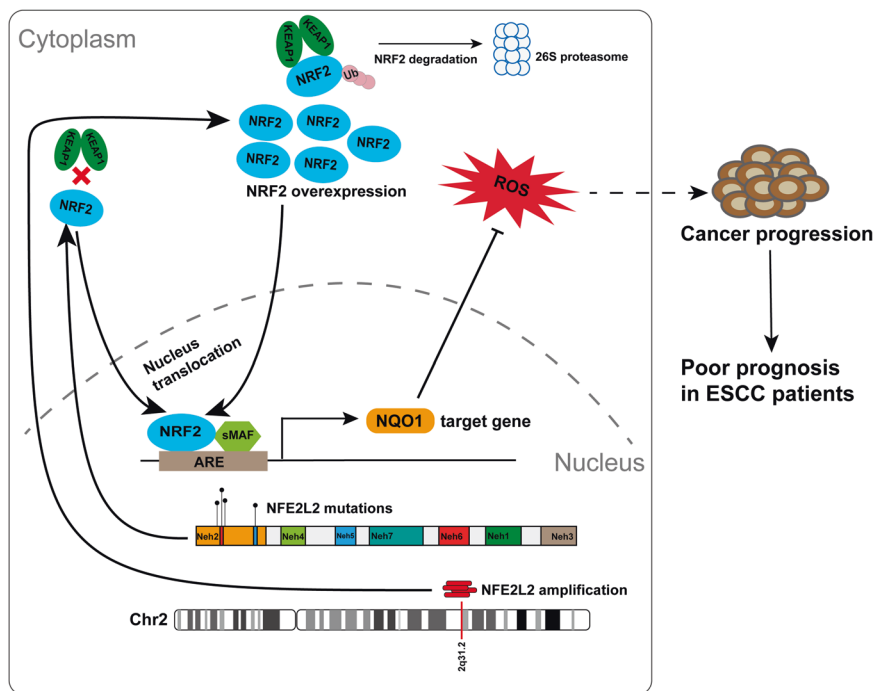 Cytoplasm
KEAP1
KEAP1
NRF2
Ub
NRF2 degradation
26S proteasome
KEAP1
KEAP1
NRF2
NRF2
NRF2
NRF2
NRF2
NRF2
NRF2 overexpression
ROS
Cancer progression
Poor prognosis
in ESCC patients
Nucleus
translocation
NRF2
sMAF
ARE
NQO1
target gene
Nucleus
NFE2L2 mutations
Neh2
Neh4
Neh5
Neh7
Neh6
Neh1
Neh3
NFE2L2 amplification
Chr2
2q31.2